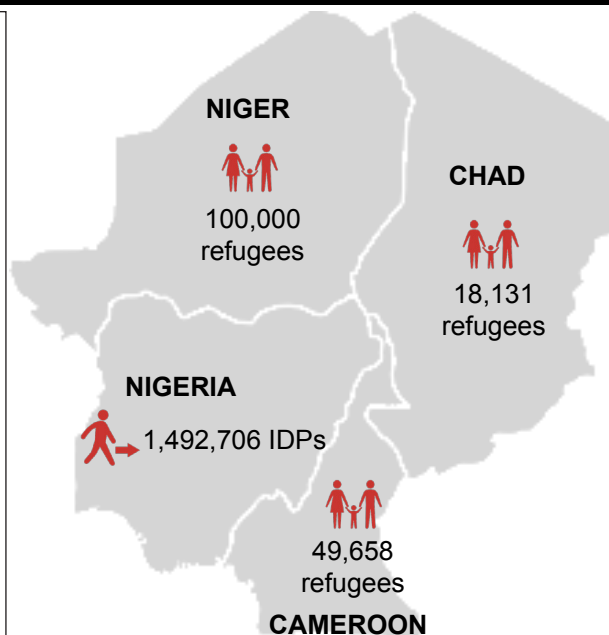 NIGER
100,000
refugees
CHAD
18,131
refugees
NIGERIA
1,492,706 IDPs
49,658
refugees
CAMEROON